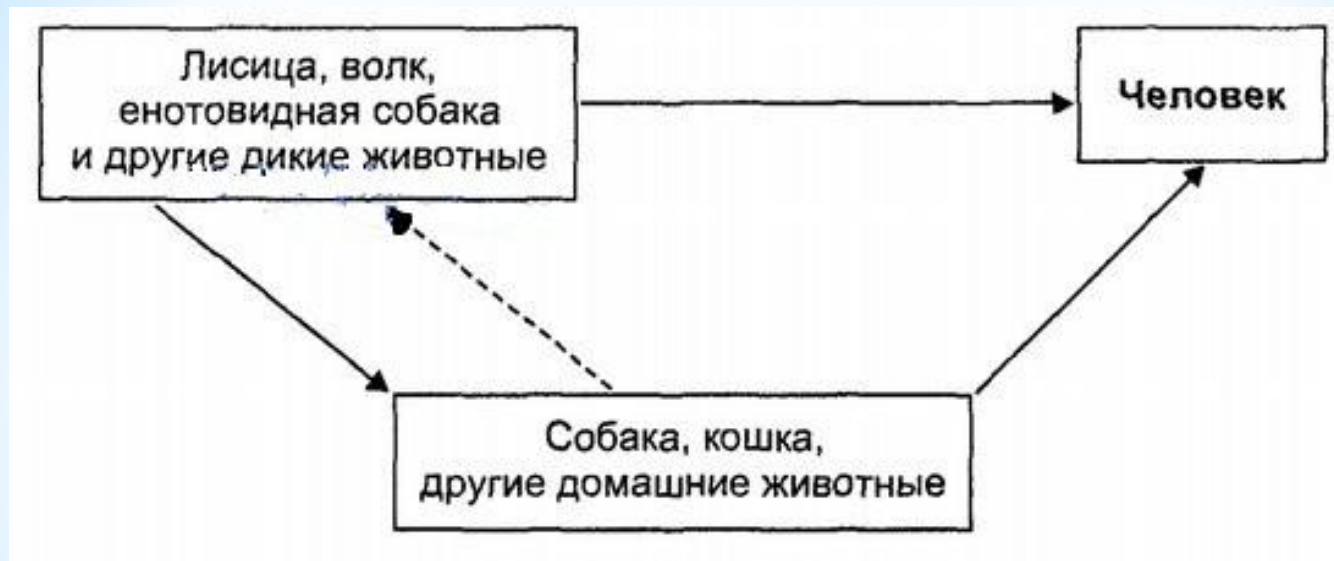 Лисица, волк,
енотовидная собака
и другие дикие животные
Человек
Собака, кошка,
другие домашние животные